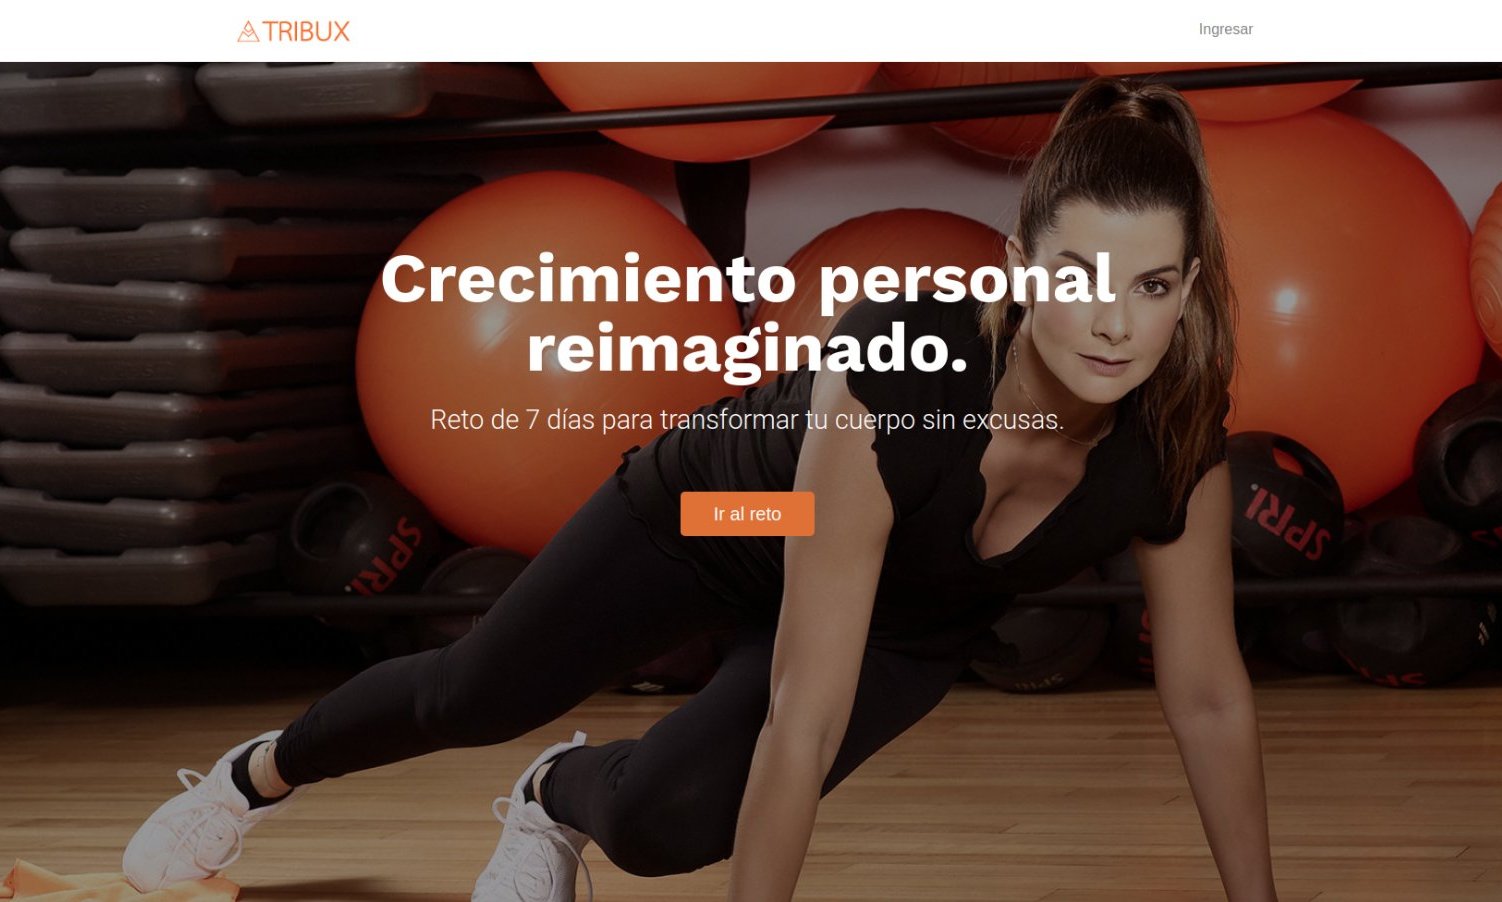 TRIBUX
Ingresar
Crecimiento personal
reimaginado.
Reto de 7 días para transformar tu cuerpo sin excusas.
Ir al reto
SPRI.
SPRI.
SPRI